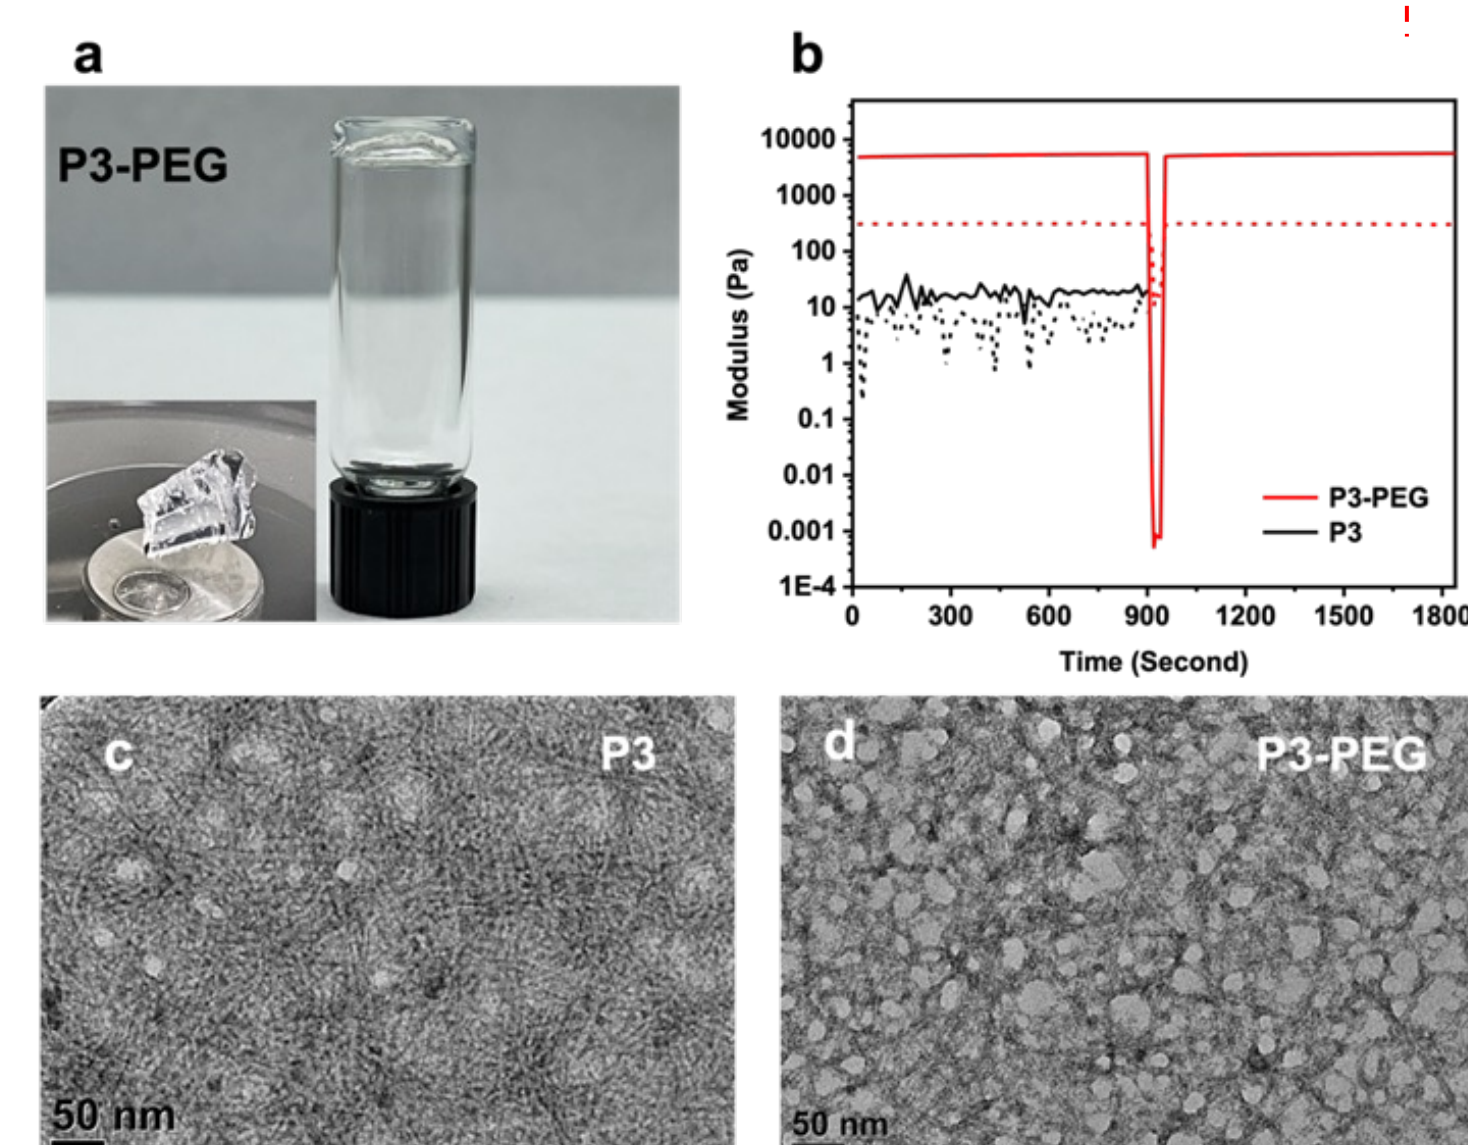 a
P3-PEG
b
Modulus (Pa)
10000
1000
100
10
1
0.1
0.01
0.001
1E-4
0 300 600 900 1200 1500 1800
Time (Second)
P3-PEG
P3
c P3
50 nm
d P3-PEG
50 nm